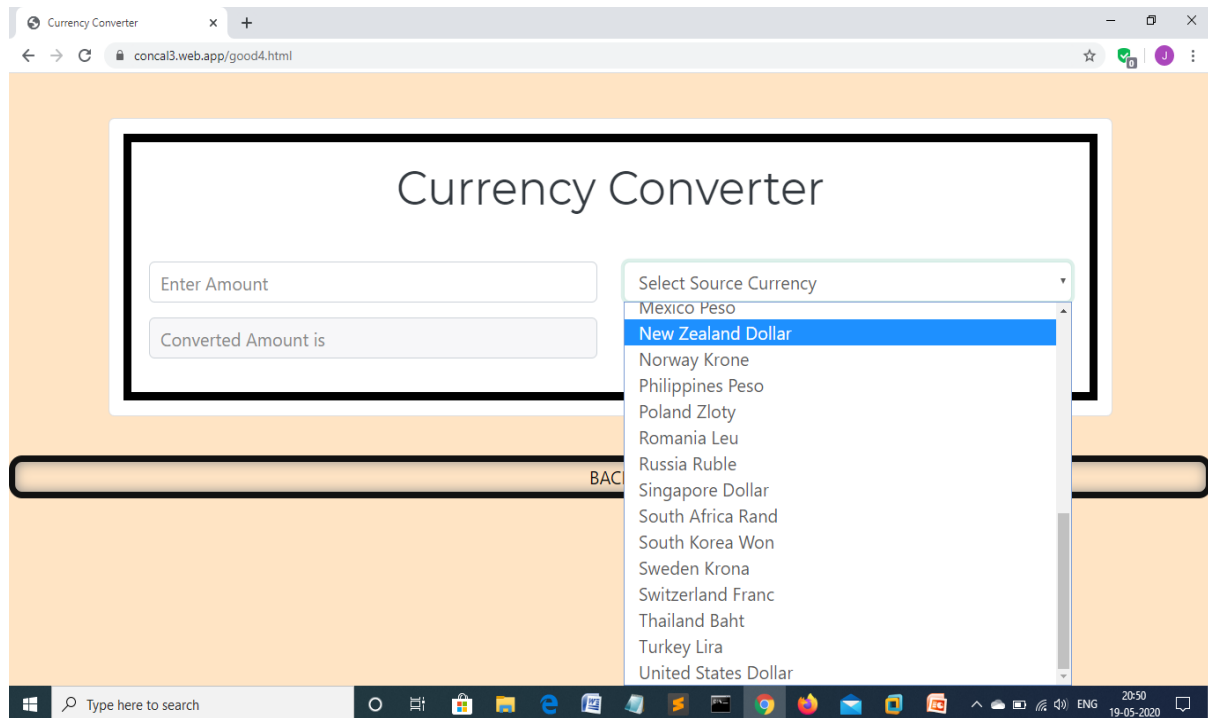 Currency Converter
concal3.web.app/good4.html
J
0
Currency Converter
Enter Amount
Select Source Currency
Converted Amount is
Mexico Peso
New Zealand Dollar
Norway Krone
Philippines Peso
Poland Zloty
Romania Leu
Russia Ruble
Singapore Dollar
South Africa Rand
South Korea Won
Sweden Krona
Switzerland Franc
Thailand Baht
Turkey Lira
United States Dollar
BAC
Type here to search
ENG
20:50
19-05-2020